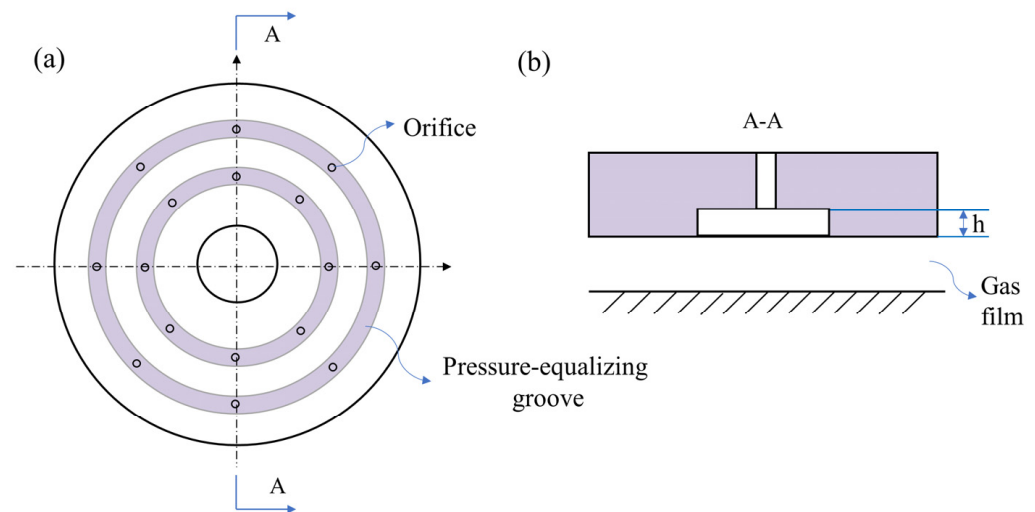 (a)
A
Orifice
Pressure-equalizing
groove
A
(b)
A-A
h
Gas
film